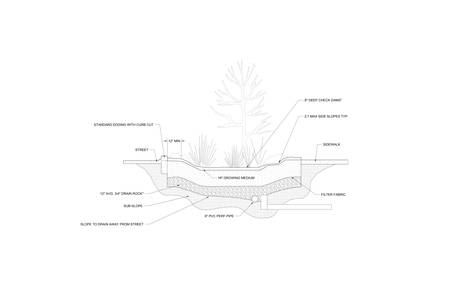 8" DEEP CHECK DAM
2:1 MAX SIDE SLOPES TYP.
STANDARD EDGING WITH CURB CUT
12" MIN.
STREET
SIDEWALK
18" GROWING MEDIUM
12" AVG. 3/4" DRAIN ROCK
FILTER FABRIC
SUB-SLOPE
6" PVC PERF. PIPE
SLOPE TO DRAIN AWAY FROM STREET